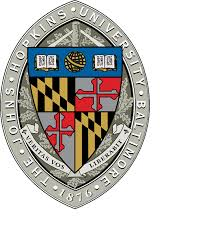 · THE · JOHNS · HOPKINS · UNIVERSITY · BALTIMORE ·
VERITAS VOS
LIBERABIT
· 1876 ·